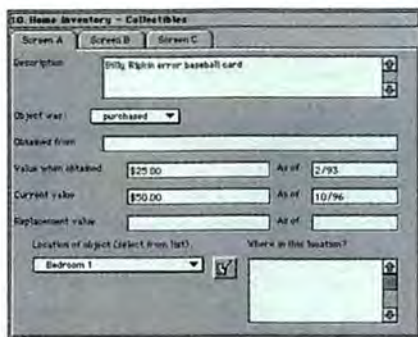 10. Home Inventory - Collectibles
Screen A Screen B Screen C
Description
Billy Ripkin error baseball card
Object was:
purchased
Obtained from
Value when obtained $25.00 As of 2/93
Current value $50.00 As of 10/96
Replacement value As of
Location of object (select from list). Where in this location?
Bedroom 1